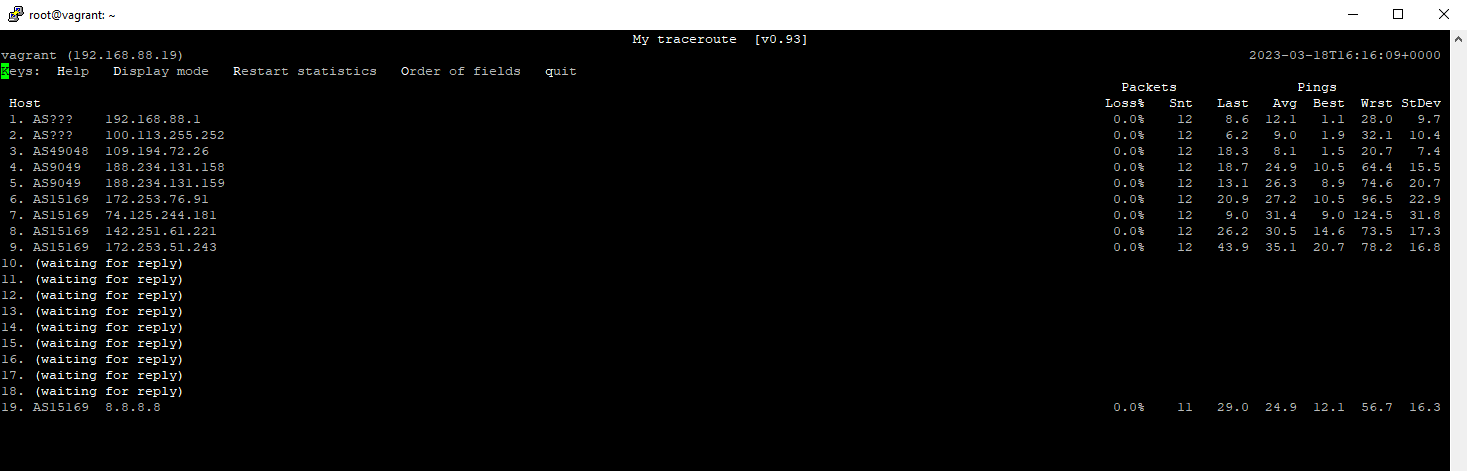 root@vagrant: ~
My traceroute  [v0.93]
vagrant (192.168.88.19) 2023-03-18T16:16:09+0000
Keys:  Help   Display mode   Restart statistics   Order of fields   quit
Packets Pings
Host Loss% Snt Last Avg Best Wrst StDev
1. AS??? 192.168.88.1 0.0% 12 8.6 12.1 1.1 28.0 9.7
2. AS??? 100.113.255.252 0.0% 12 6.2 9.0 1.9 32.1 10.4
3. AS49048 109.194.72.26 0.0% 12 18.3 8.1 1.5 20.7 7.4
4. AS9049 188.234.131.158 0.0% 12 18.7 24.9 10.5 64.4 15.5
5. AS9049 188.234.131.159 0.0% 12 13.1 26.3 8.9 74.6 20.7
6. AS15169 172.253.76.91 0.0% 12 20.9 27.2 10.5 96.5 22.9
7. AS15169 74.125.244.181 0.0% 12 9.0 31.4 9.0 124.5 31.8
8. AS15169 142.251.61.221 0.0% 12 26.2 30.5 14.6 73.5 17.3
9. AS15169 172.253.51.243 0.0% 12 43.9 35.1 20.7 78.2 16.8
10. (waiting for reply)
11. (waiting for reply)
12. (waiting for reply)
13. (waiting for reply)
14. (waiting for reply)
15. (waiting for reply)
16. (waiting for reply)
17. (waiting for reply)
18. (waiting for reply)
19. AS15169 8.8.8.8 0.0% 11 29.0 24.9 12.1 56.7 16.3